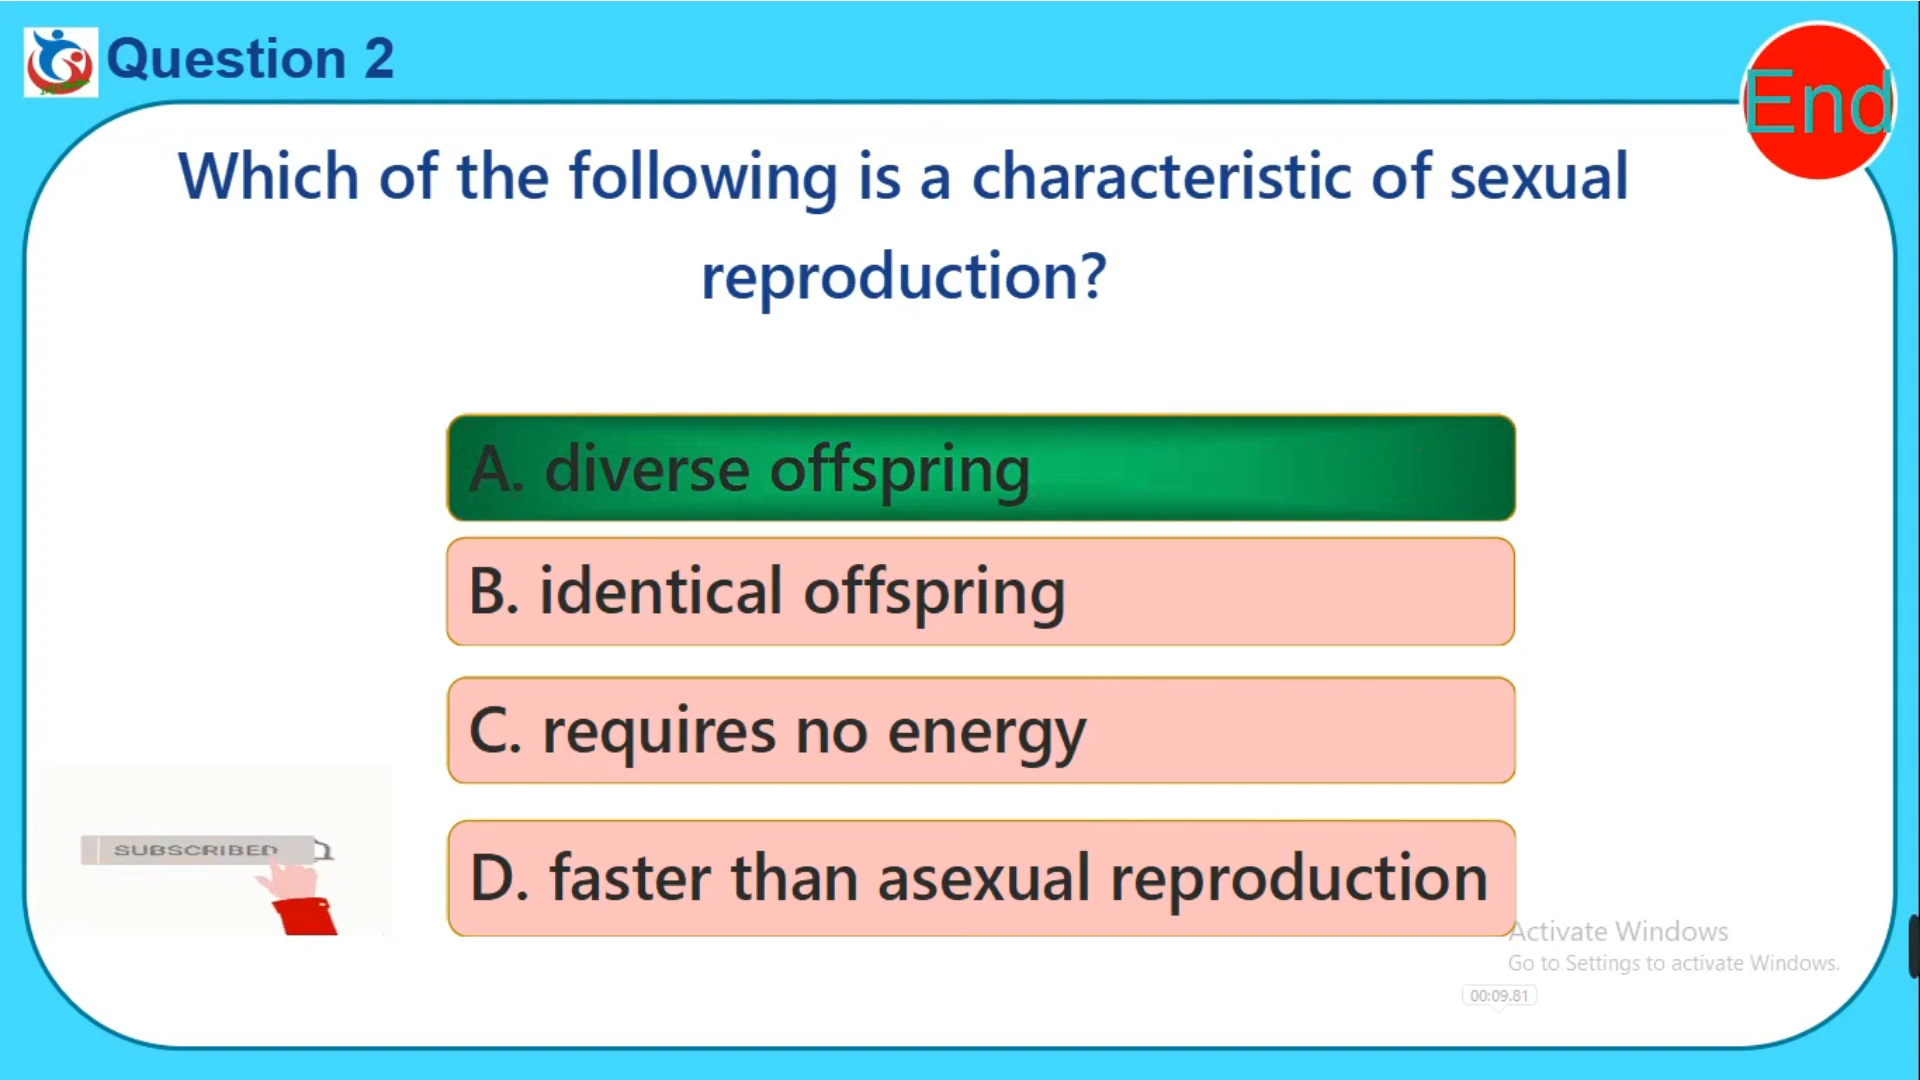 Question 2
End
Which of the following is a characteristic of sexual
reproduction?
A. diverse offspring
B. identical offspring
C. requires no energy
D. faster than asexual reproduction
SUBSCRIBED
Activate Windows
Go to Settings to activate Windows.
00:09.81